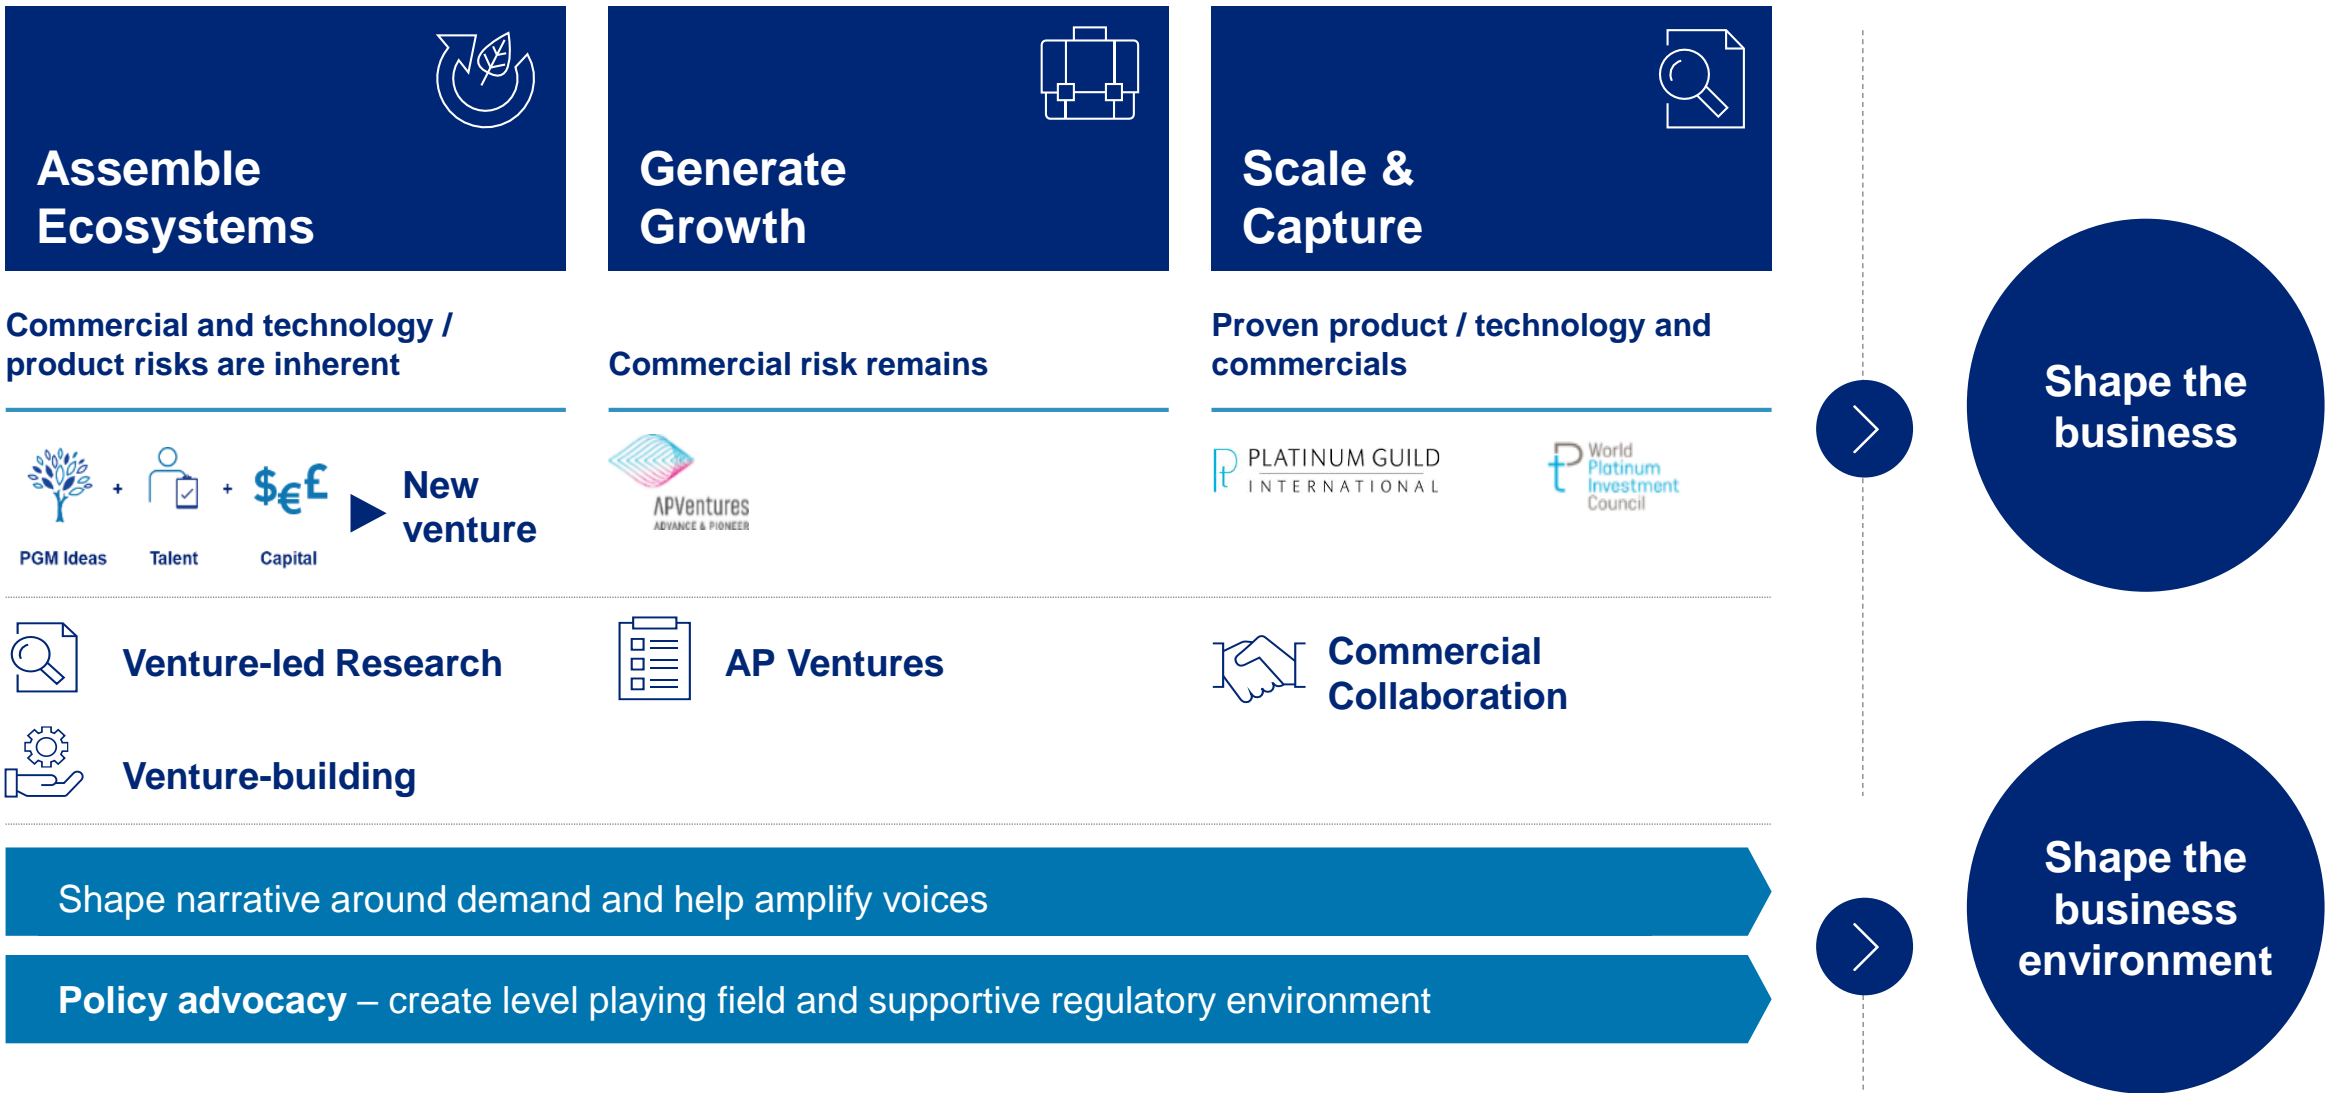 Assemble
Ecosystems
Generate
Growth
Scale &
Capture
Commercial and technology /
product risks are inherent
Commercial risk remains
Proven product / technology and
commercials
PGM Ideas
+
Talent
+
$€£
Capital
New
venture
APVentures
ADVANCE & PIONEER
Pt PLATINUM GUILD
INTERNATIONAL
Pt World
Platinum
Investment
Council
Venture-led Research
Venture-building
AP Ventures
Commercial
Collaboration
Shape the
business
Shape narrative around demand and help amplify voices
Policy advocacy – create level playing field and supportive regulatory environment
Shape the
business
environment